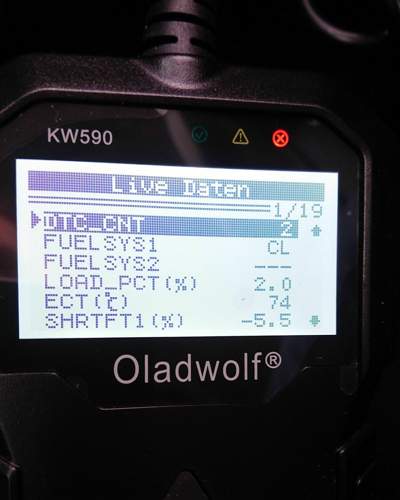 KW590
Live Daten
1/19
DTC_CNT 2
FUELSYS1 CL
FUELSYS2 ---
LOAD_PCT(%) 2.0
ECT(℃) 74
SHRTFT1(%) -5.5
Oladwolf®